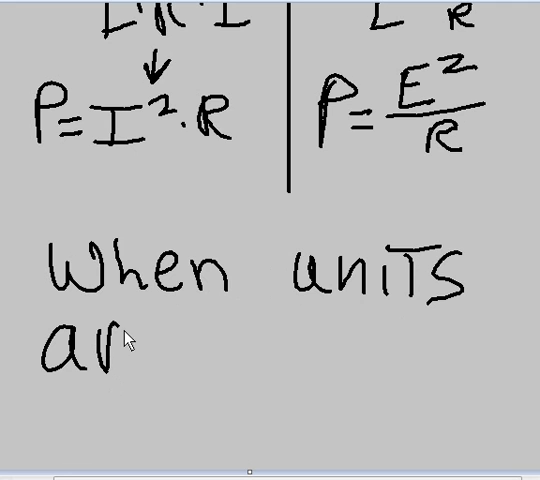 P = I² · R
P = E²/R
When units
ar